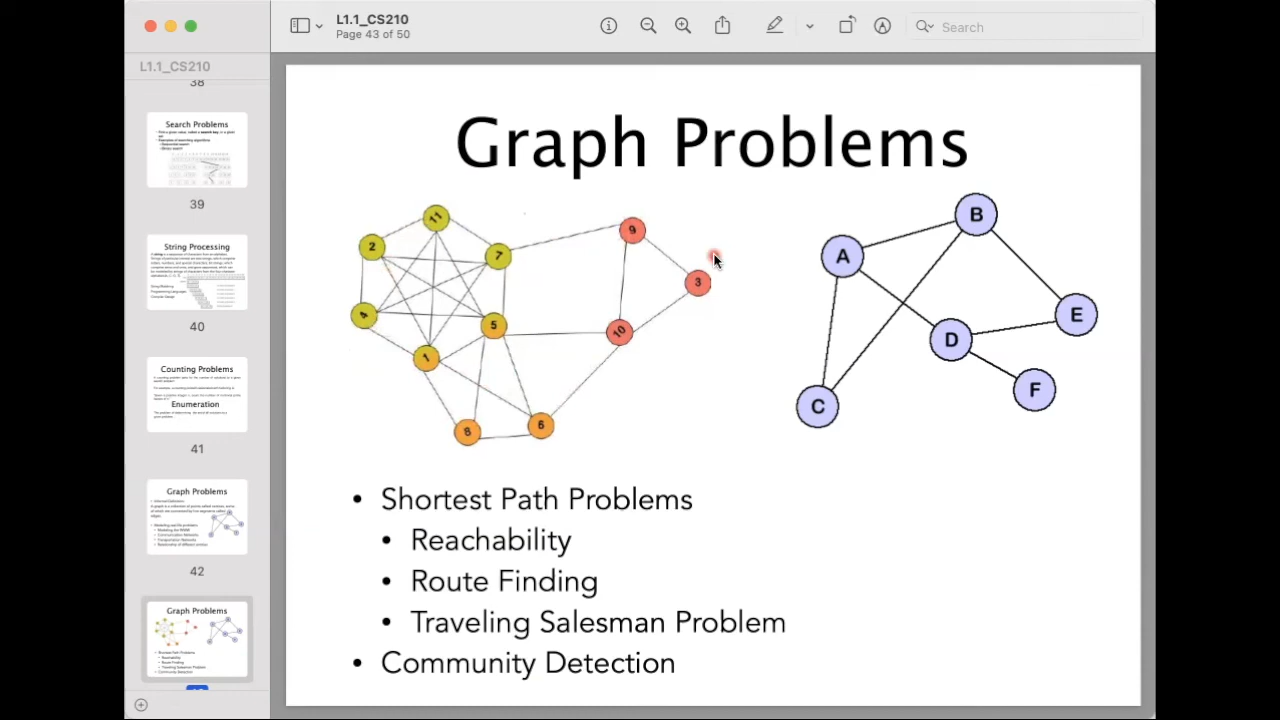 L1.1_CS210
Page 43 of 50
Search
L1.1_CS210
38
Search Problems
39
String Processing
40
Counting Problems
Enumeration
41
Graph Problems
42
Graph Problems
Graph Problems
11
2
7
9
3
4
5
10
1
8
6
B
A
E
D
F
C
• Shortest Path Problems
• Reachability
• Route Finding
• Traveling Salesman Problem
• Community Detection